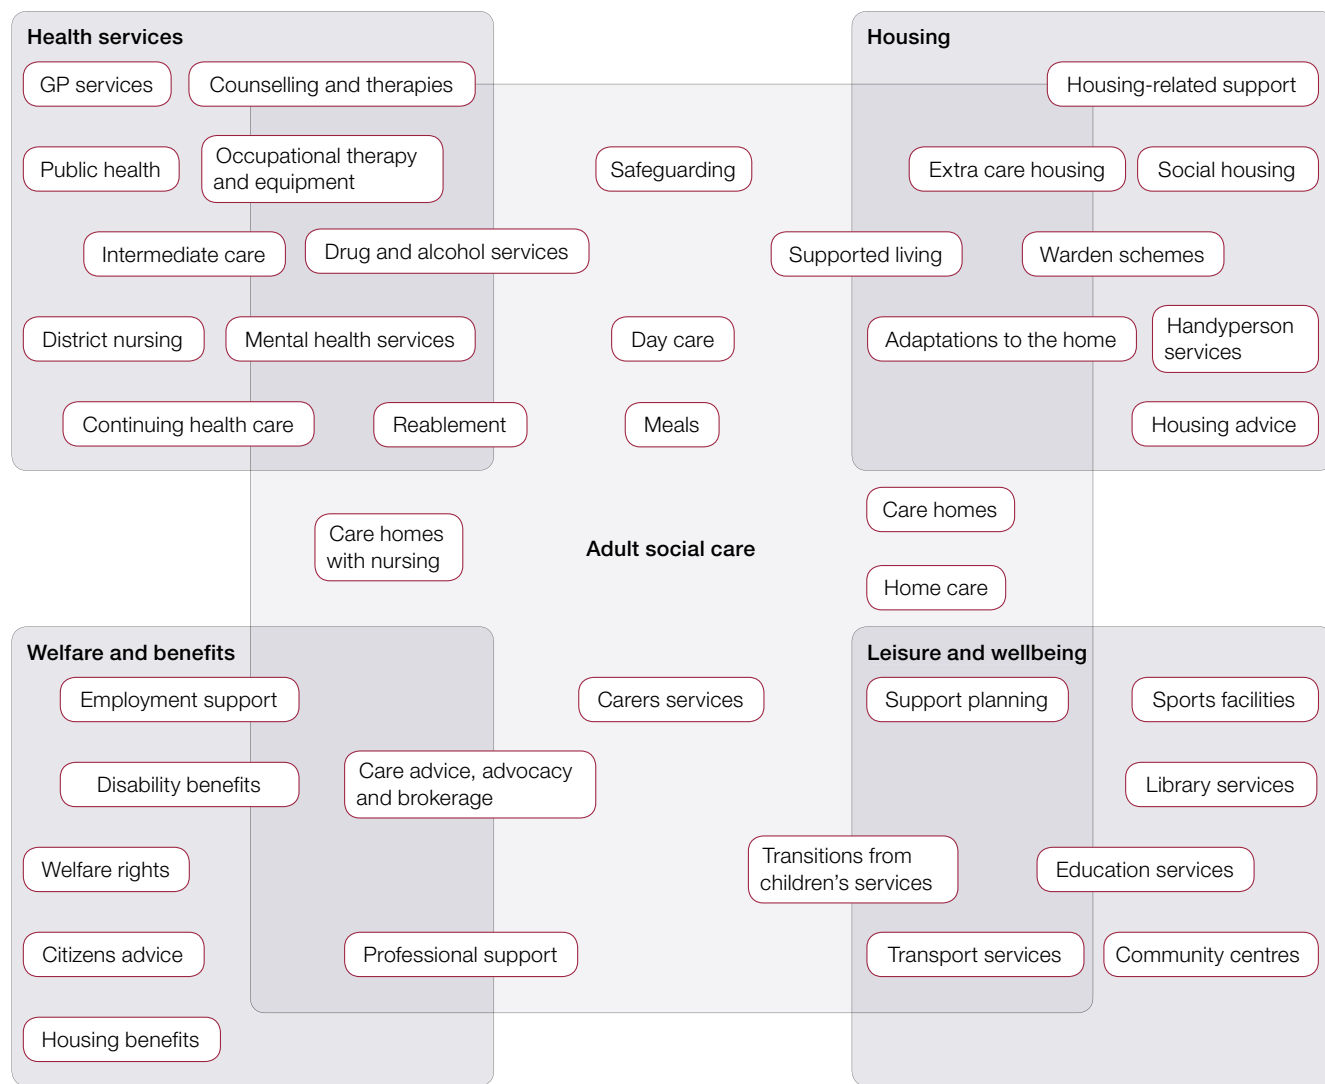 Health services
GP services
Counselling and therapies
Public health
Occupational therapy
and equipment
Intermediate care
Drug and alcohol services
District nursing
Mental health services
Continuing health care
Reablement
Safeguarding
Day care
Meals
Housing
Housing-related support
Extra care housing
Social housing
Supported living
Warden schemes
Adaptations to the home
Handyperson
services
Housing advice
Care homes
with nursing
Adult social care
Care homes
Home care
Welfare and benefits
Employment support
Disability benefits
Care advice, advocacy
and brokerage
Welfare rights
Citizens advice
Professional support
Housing benefits
Carers services
Leisure and wellbeing
Support planning
Sports facilities
Library services
Transitions from
children’s services
Education services
Transport services
Community centres